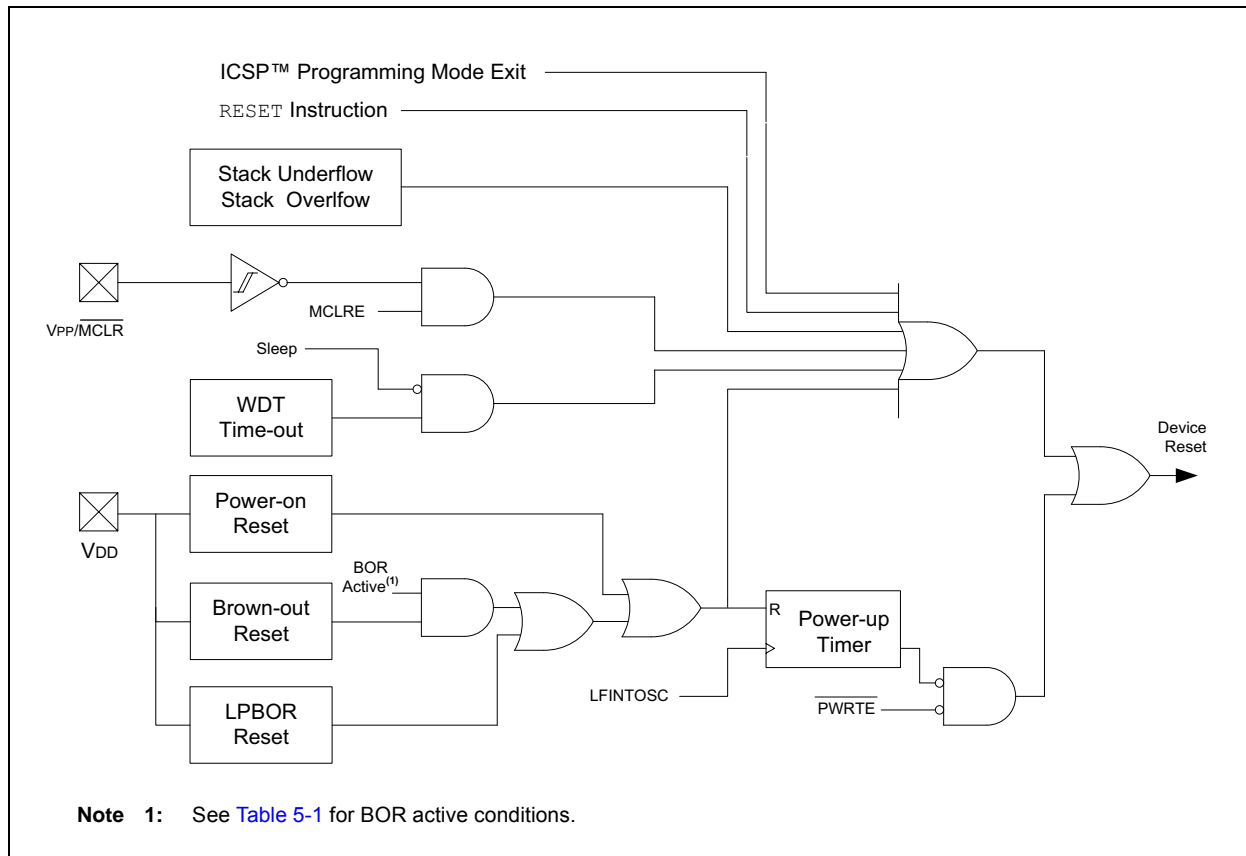 ICSP™ Programming Mode Exit
RESET Instruction
Stack Underflow
Stack Overlfow
VPP/MCLR
MCLRE
Sleep
WDT
Time-out
Device
Reset
Power-on
Reset
VDD
BOR
Active(1)
Brown-out
Reset
R
Power-up
Timer
LFINTOSC
PWRTE
LPBOR
Reset
Note 1: See Table 5-1 for BOR active conditions.